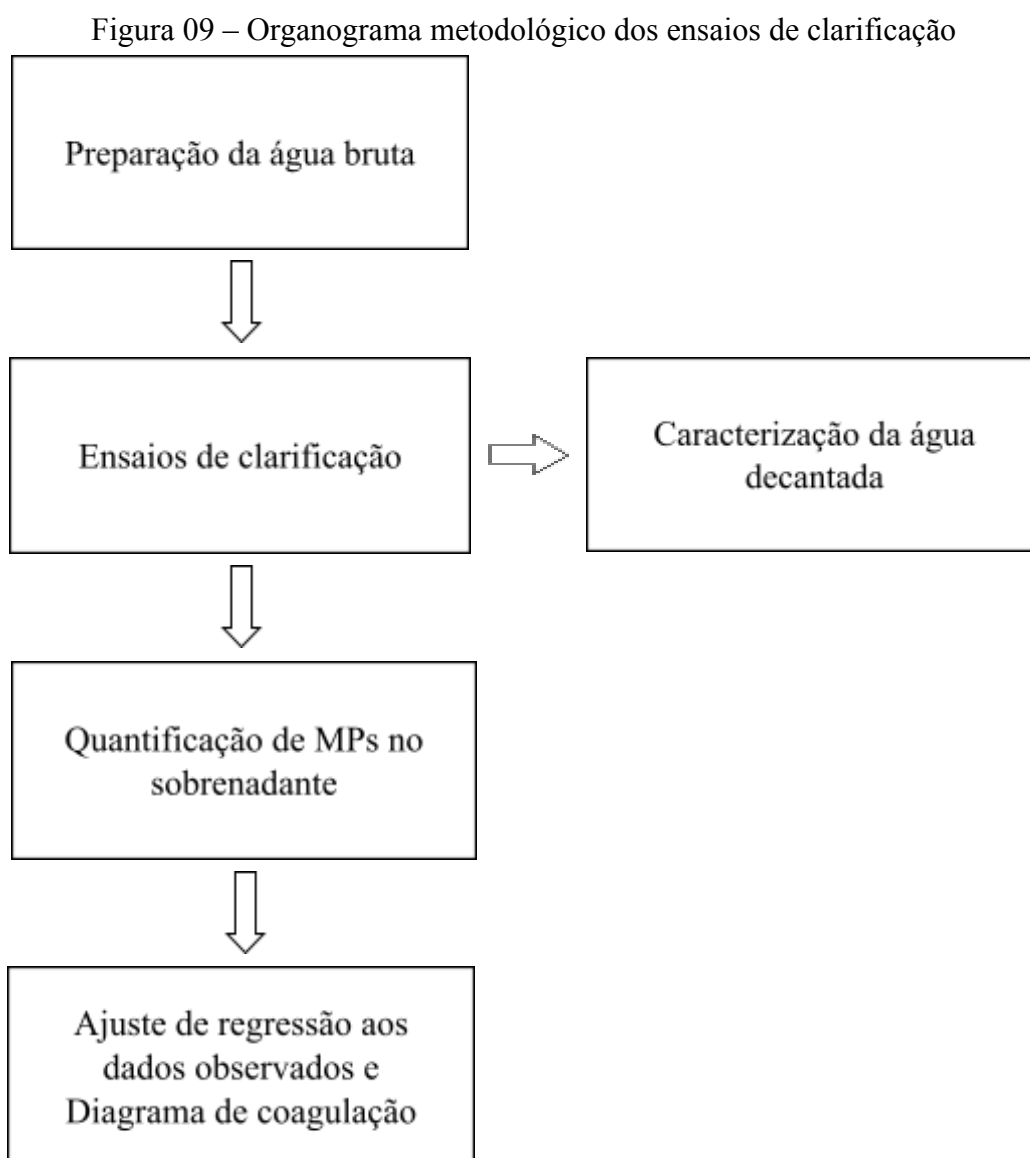 Figura 09 – Organograma metodológico dos ensaios de clarificação
Preparação da água bruta
Ensaios de clarificação
Caracterização da água
decantada
Quantificação de MPs no
sobrenadante
Ajuste de regressão aos
dados observados e
Diagrama de coagulação